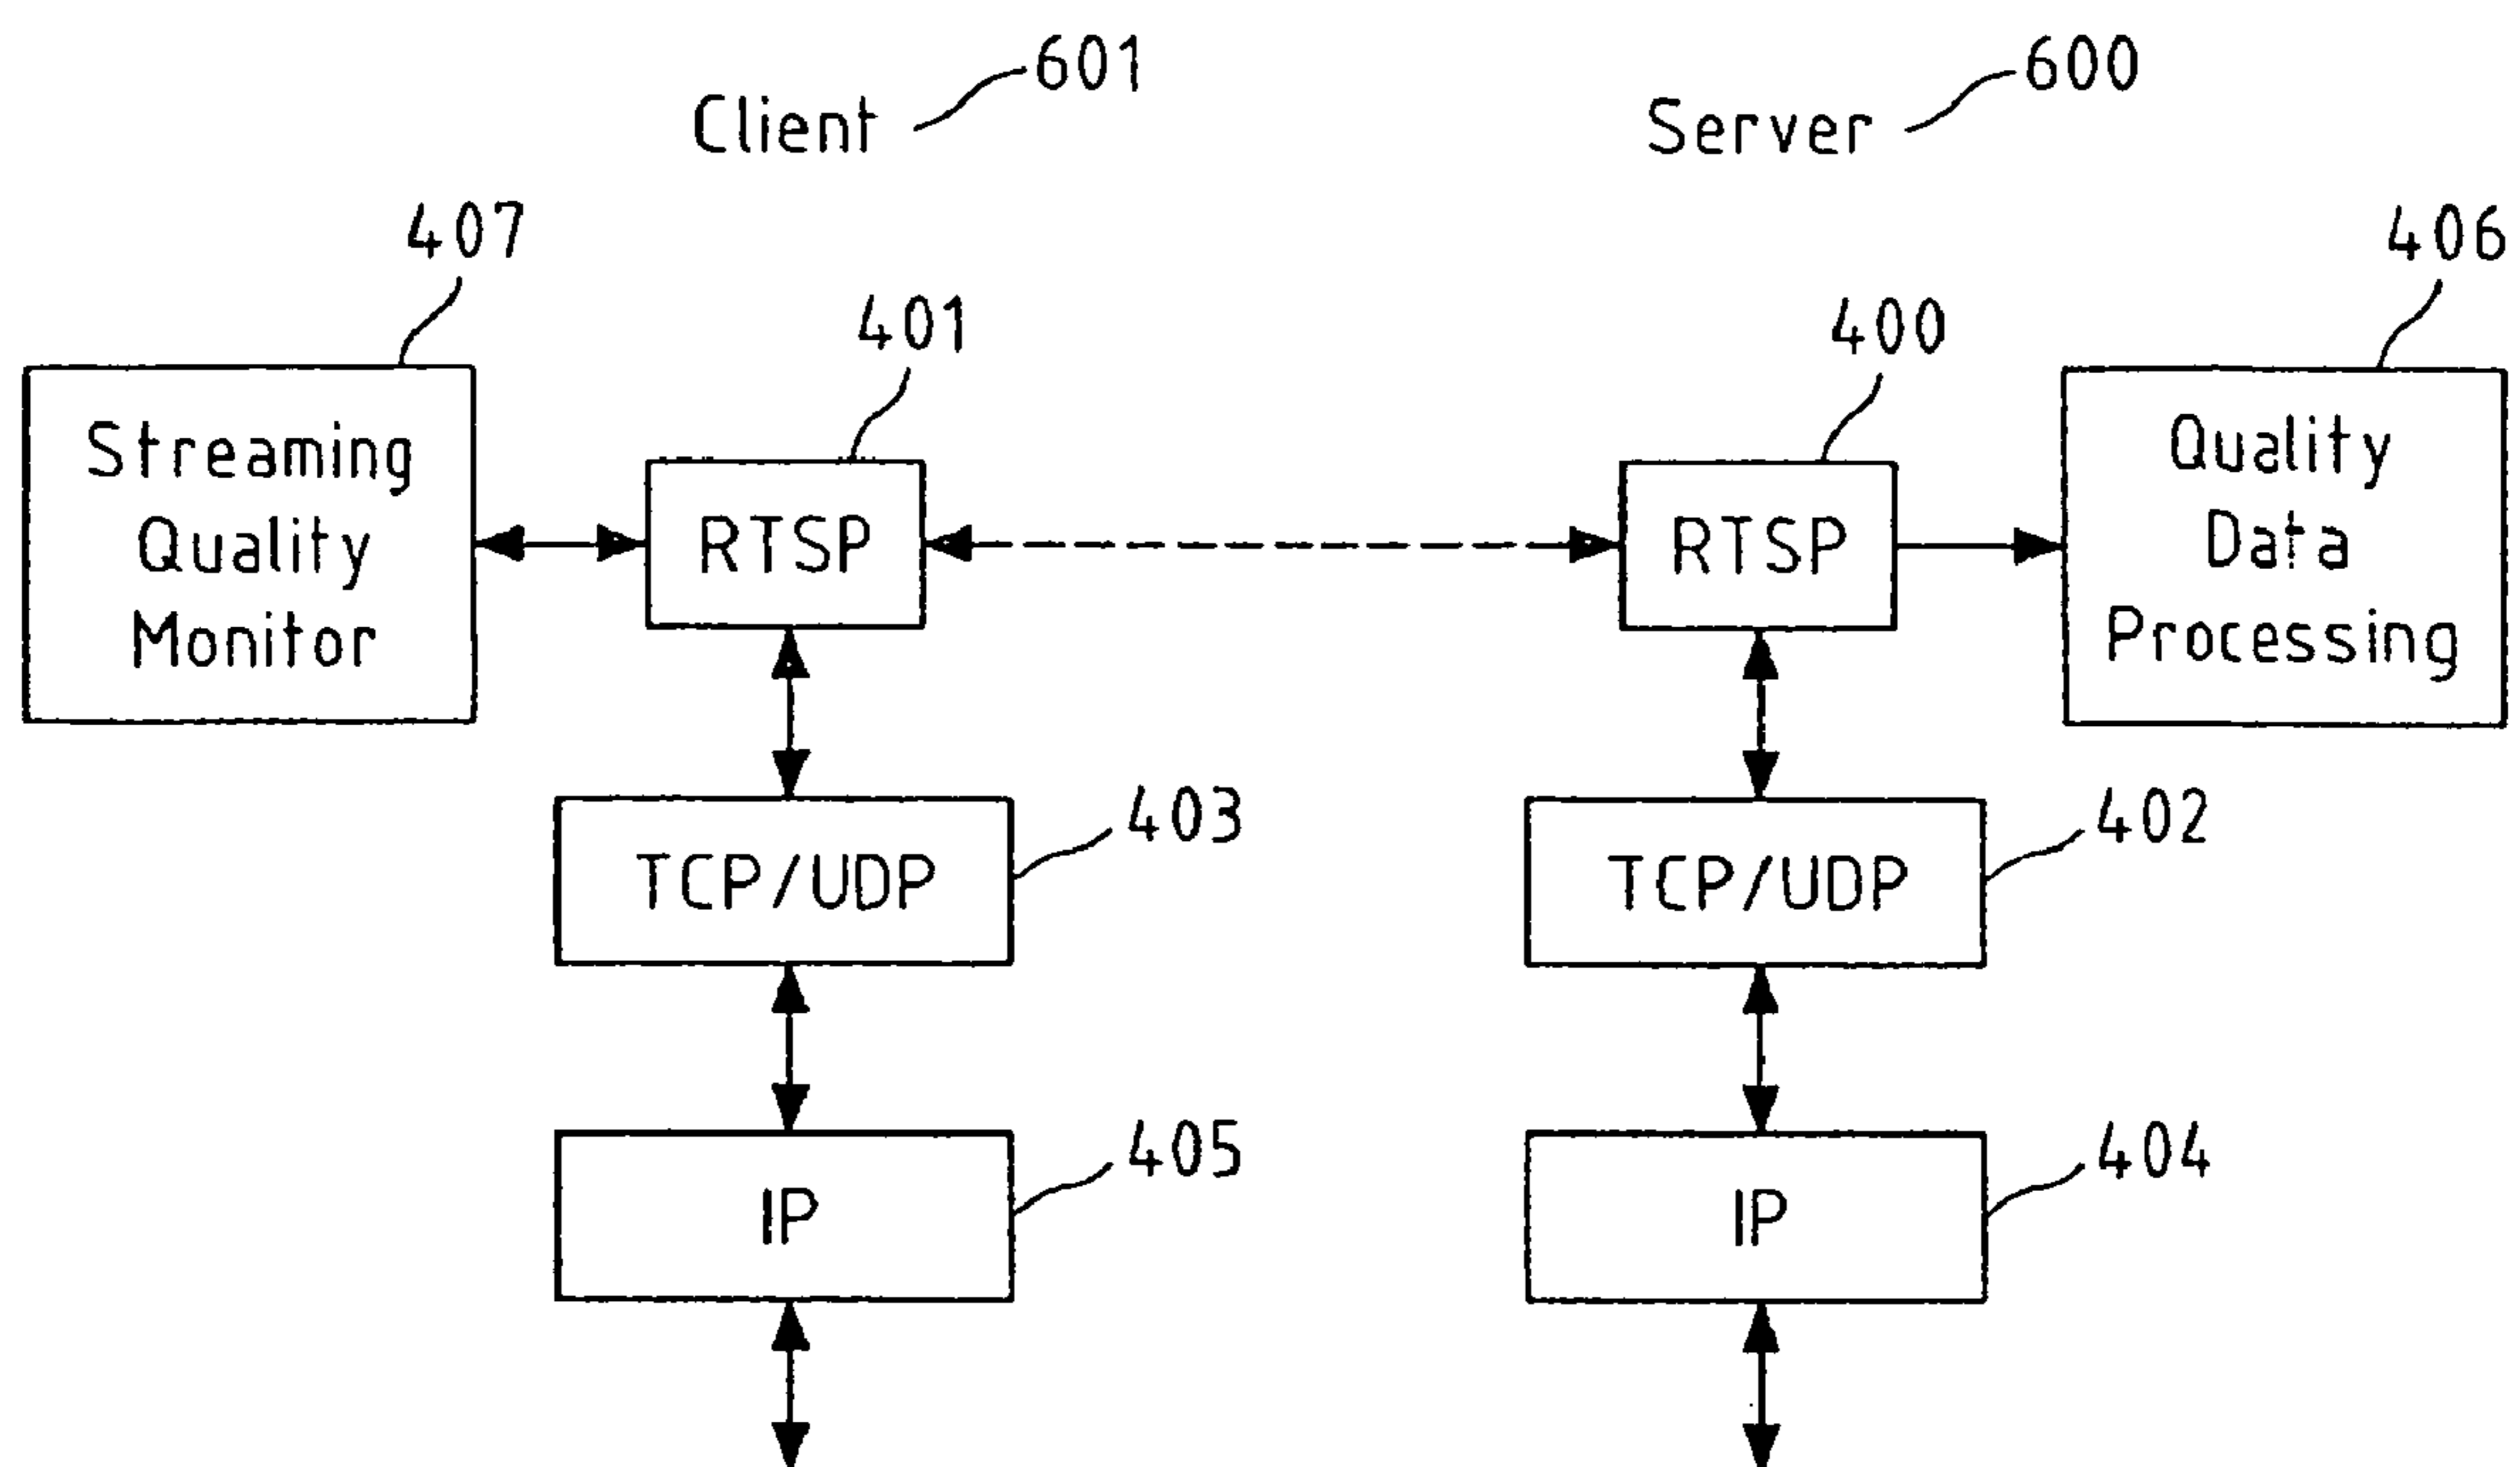 601
Client
600
Server
407
406
401
400
Streaming
Quality
Monitor
RTSP
RTSP
Quality
Data
Processing
403
TCP/UDP
402
TCP/UDP
405
IP
404
IP